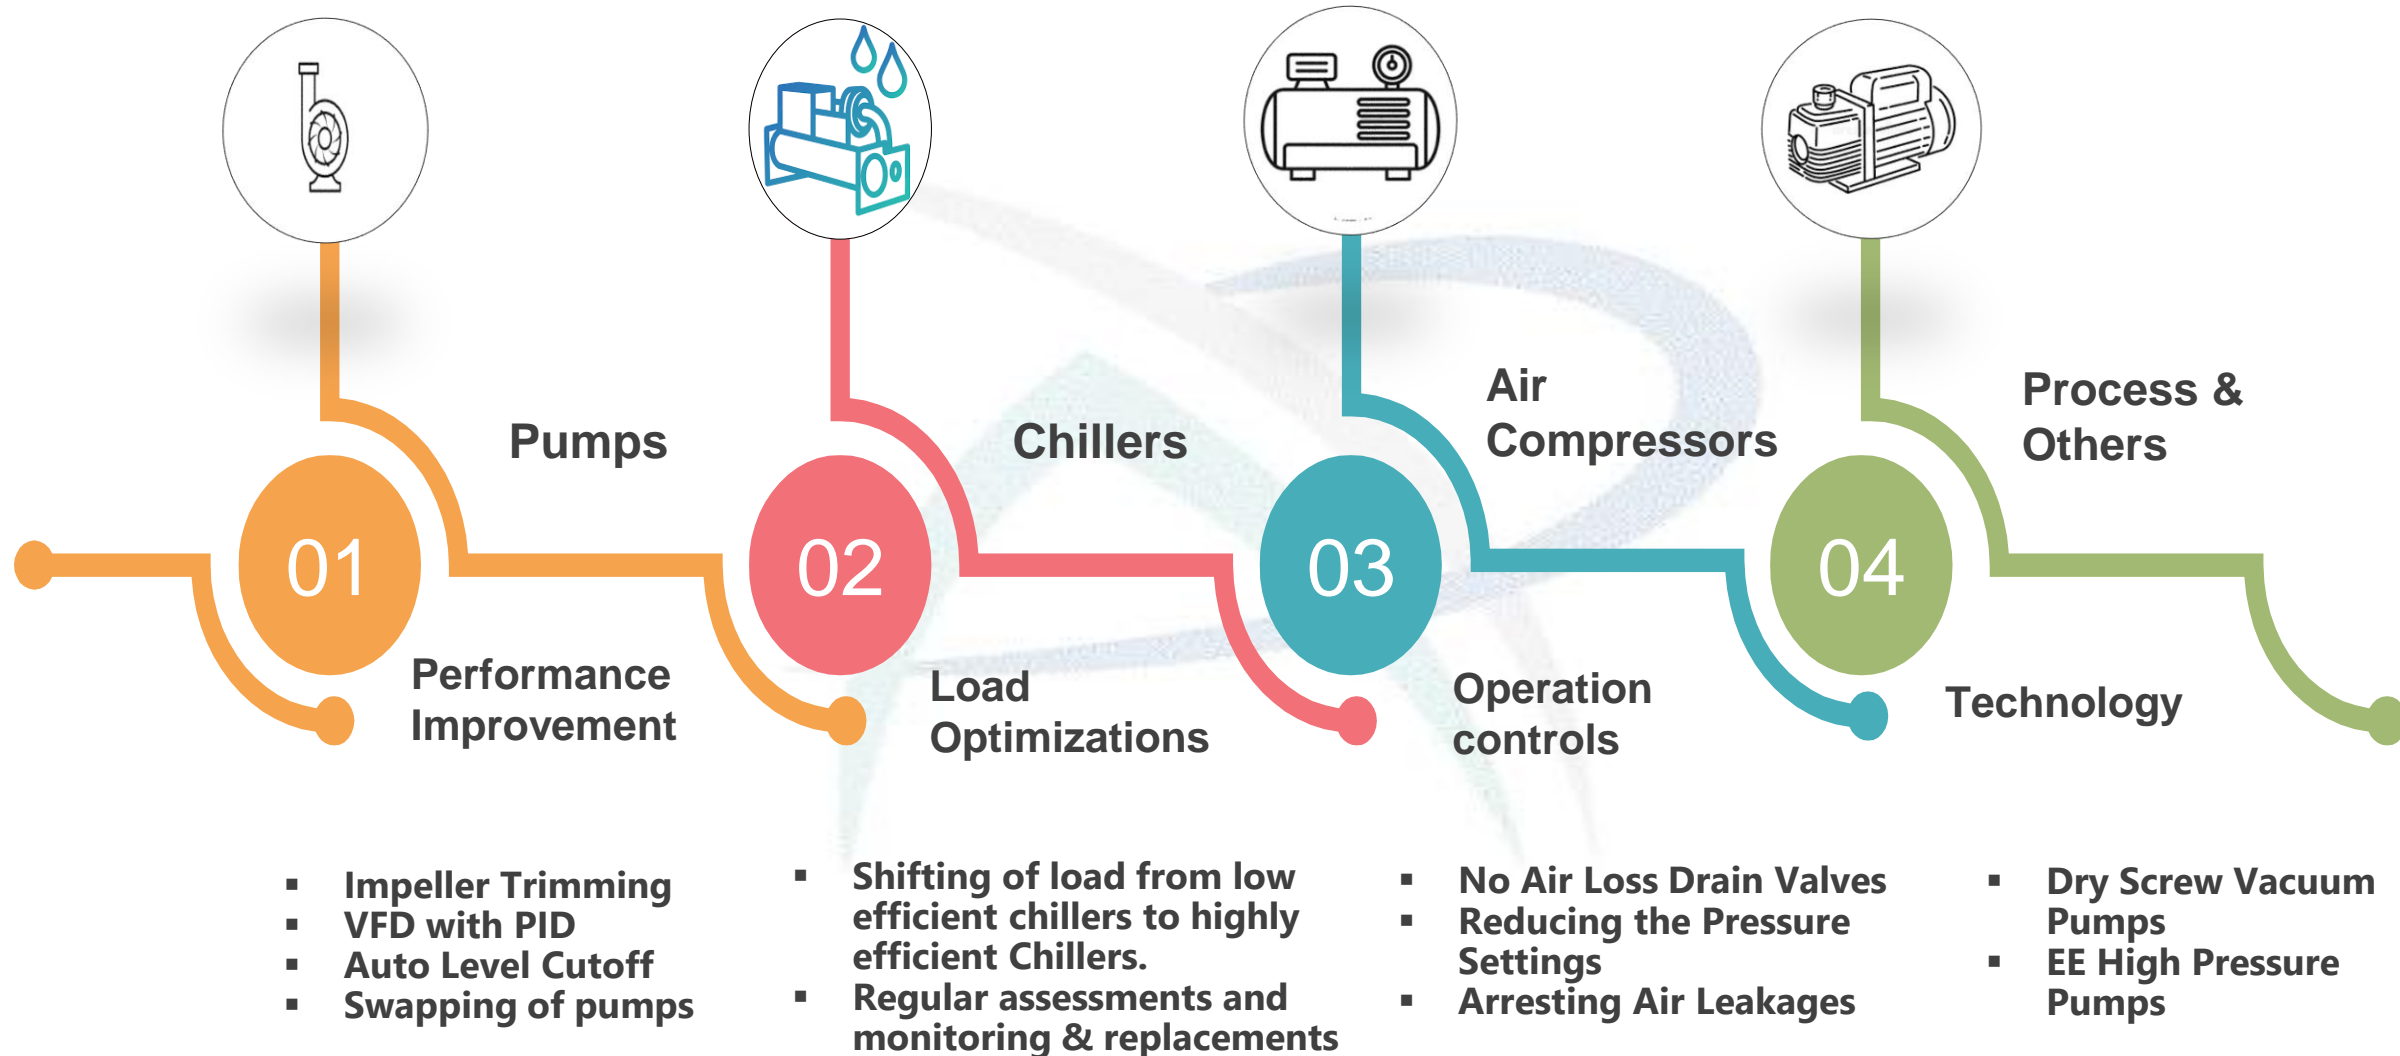 Pumps
Chillers
Air
Compressors
Process &
Others
01
02
03
04
Performance
Improvement
Load
Optimizations
Operation
controls
Technology
▪ Impeller Trimming
▪ VFD with PID
▪ Auto Level Cutoff
▪ Swapping of pumps
▪ Shifting of load from low
efficient chillers to highly
efficient Chillers.
▪ Regular assessments and
monitoring & replacements
▪ No Air Loss Drain Valves
▪ Reducing the Pressure
Settings
▪ Arresting Air Leakages
▪ Dry Screw Vacuum
Pumps
▪ EE High Pressure
Pumps